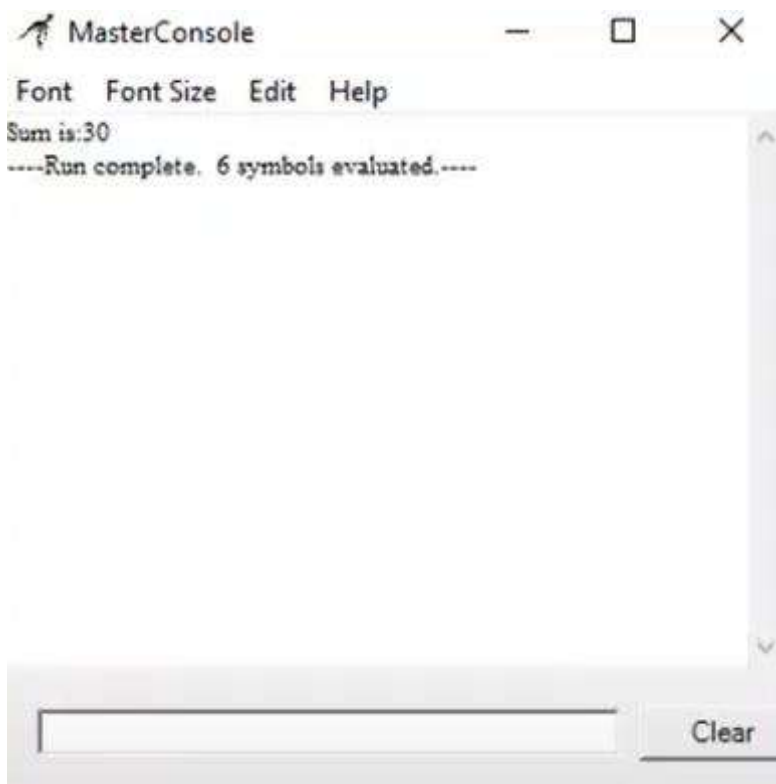 MasterConsole
Font Font Size Edit Help
Sum is:30
----Run complete. 6 symbols evaluated.----
Clear